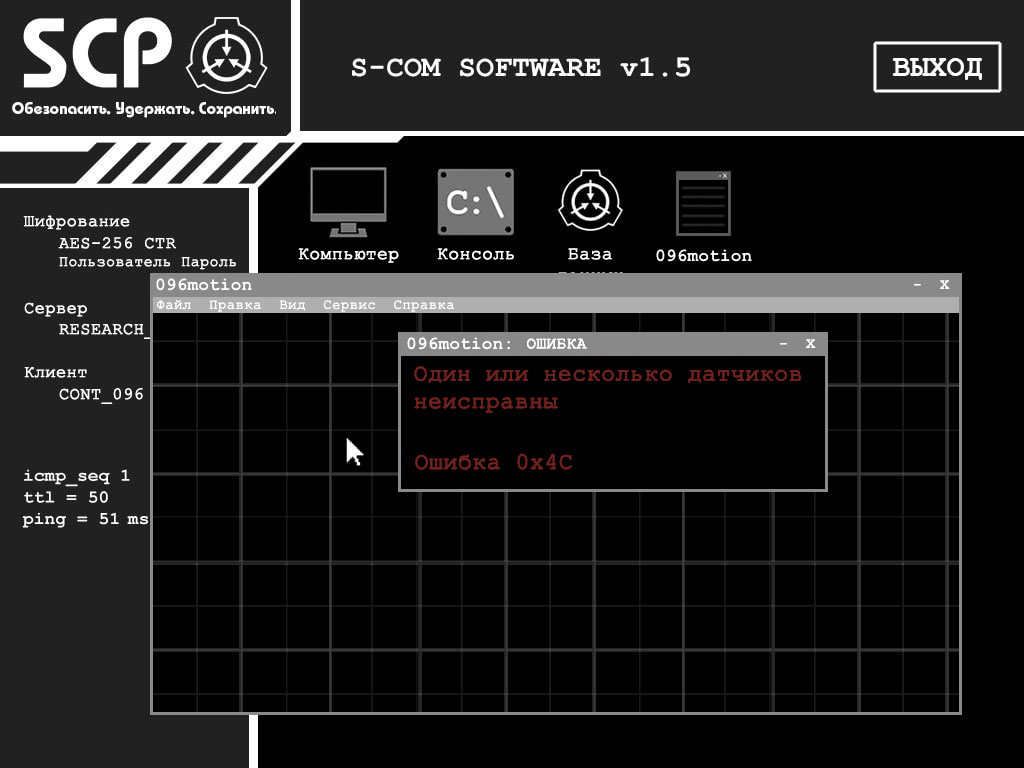 SCP
Обезопасить. Удержать. Сохранить.
S-COM SOFTWARE v1.5
ВЫХОД
C:\
-X
Компьютер
Консоль
База
096motion
Шифрование
AES-256 CTR
Пользователь Пароль
Сервер
RESEARCH_
Клиент
CONT_096
icmp_seq 1
ttl = 50
ping = 51 ms
096motion - X
Файл Правка Вид Сервис Справка
096motion: ОШИБКА - X
Один или несколько датчиков
неисправны
Ошибка 0x4C